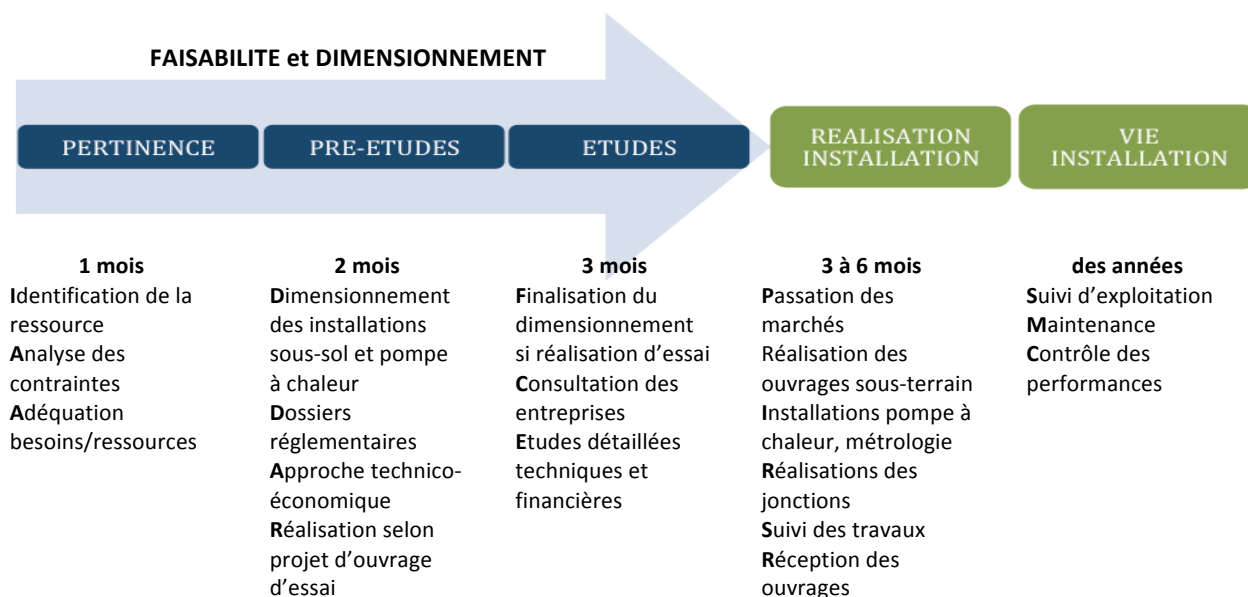 FAISABILITE et DIMENSIONNEMENT
PERTINENCE
PRE-ETUDES
ETUDES
REALISATION
INSTALLATION
VIE
INSTALLATION
1 mois
Identification de la
ressource
Analyse des
contraintes
Adéquation
besoins/ressources
2 mois
Dimensionnement
des installations
sous-sol et pompe
à chaleur
Dossiers
réglementaires
Approche technico-
économique
Réalisation selon
projet d'ouvrage
d'essai
3 mois
Finalisation du
dimensionnement
si réalisation d'essai
Consultation des
entreprises
Etudes détaillées
techniques et
financières
3 à 6 mois
Passation des
marchés
Réalisation des
ouvrages sous-terrain
Installations pompe à
chaleur, métrologie
Réalisations des
jonctions
Suivi des travaux
Réception des
ouvrages
des années
Suivi d'exploitation
Maintenance
Contrôle des
performances